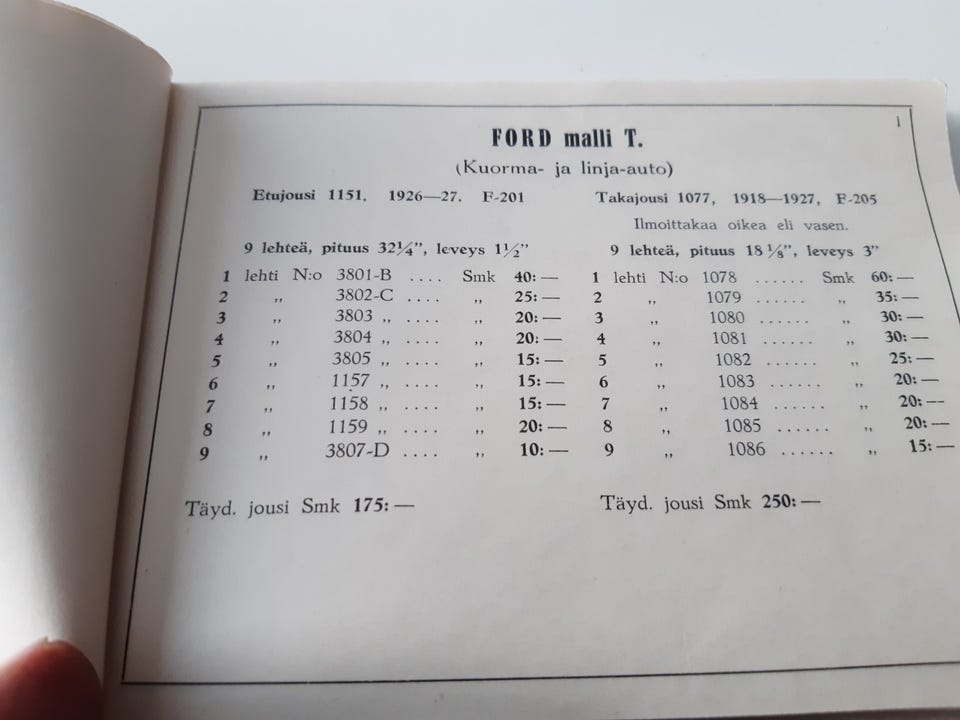 1
FORD malli T.
(Kuorma- ja linja-auto)
Etujousi 1151. 1926—27. F-201
9 lehteä, pituus 32¼”, leveys 1½”
1 lehti N:o 3801-B .... Smk 40: —
2 „ 3802-C .... „ 25: —
3 „ 3803 „ .... „ 20: —
4 „ 3804 „ .... „ 20: —
5 „ 3805 „ .... „ 15: —
6 „ 1157 „ .... „ 15: —
7 „ 1158 „ .... „ 15: —
8 „ 1159 „ .... „ 20: —
9 „ 3807-D .... „ 10: —
Täyd. jousi Smk 175: —
Takajousi 1077, 1918—1927, F-205
Ilmoittakaa oikea eli vasen.
9 lehteä, pituus 18⅛”, leveys 3”
1 lehti N:o 1078 ...... Smk 60: —
2 „ 1079 ...... „ 35: —
3 „ 1080 ...... „ 30: —
4 „ 1081 ...... „ 30: —
5 „ 1082 ...... „ 25: —
6 „ 1083 ...... „ 20: —
7 „ 1084 ...... „ 20: —
8 „ 1085 ...... „ 20: —
9 „ 1086 ...... „ 15: —
Täyd. jousi Smk 250: —